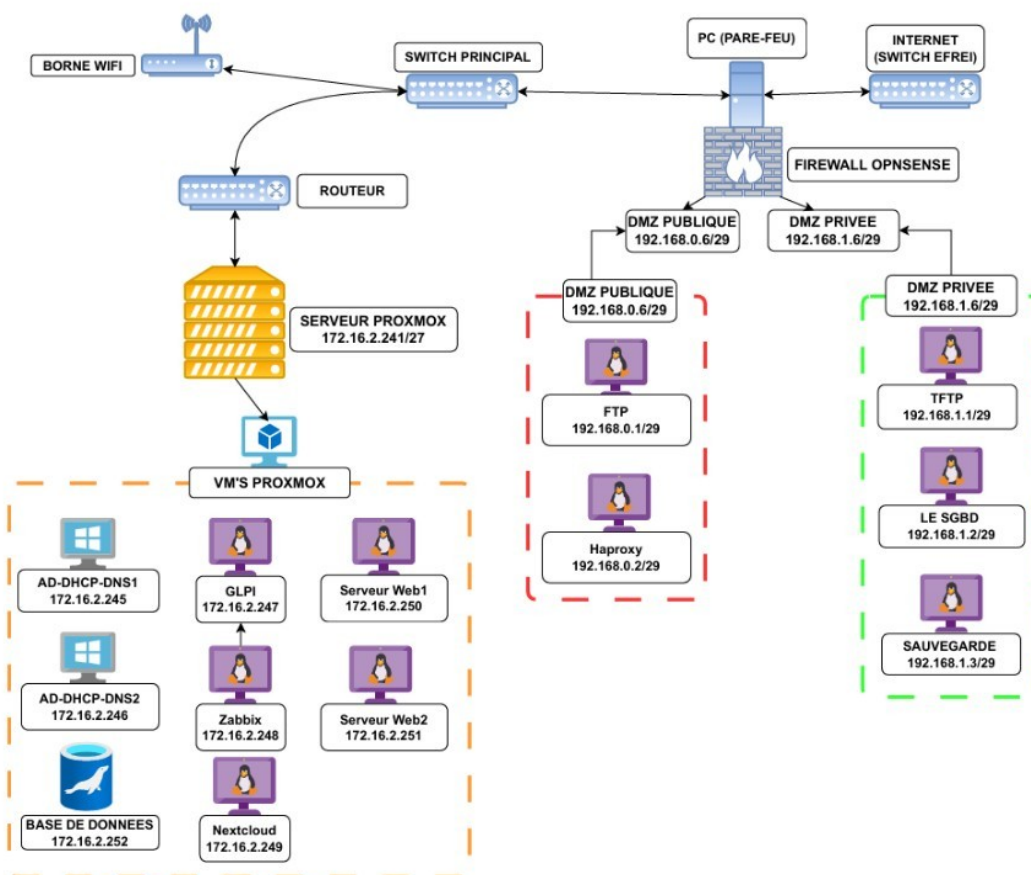 BORNE WIFI
SWITCH PRINCIPAL
PC (PARE-FEU)
INTERNET
(SWITCH EFREI)
ROUTEUR
FIREWALL OPNSENSE
DMZ PUBLIQUE
192.168.0.6/29
DMZ PRIVEE
192.168.1.6/29
SERVEUR PROXMOX
172.16.2.241/27
DMZ PUBLIQUE
192.168.0.6/29
DMZ PRIVEE
192.168.1.6/29
FTP
192.168.0.1/29
Haproxy
192.168.0.2/29
TFTP
192.168.1.1/29
LE SGBD
192.168.1.2/29
SAUVEGARDE
192.168.1.3/29
VM'S PROXMOX
AD-DHCP-DNS1
172.16.2.245
GLPI
172.16.2.247
Serveur Web1
172.16.2.250
AD-DHCP-DNS2
172.16.2.246
Zabbix
172.16.2.248
Serveur Web2
172.16.2.251
BASE DE DONNEES
172.16.2.252
Nextcloud
172.16.2.249